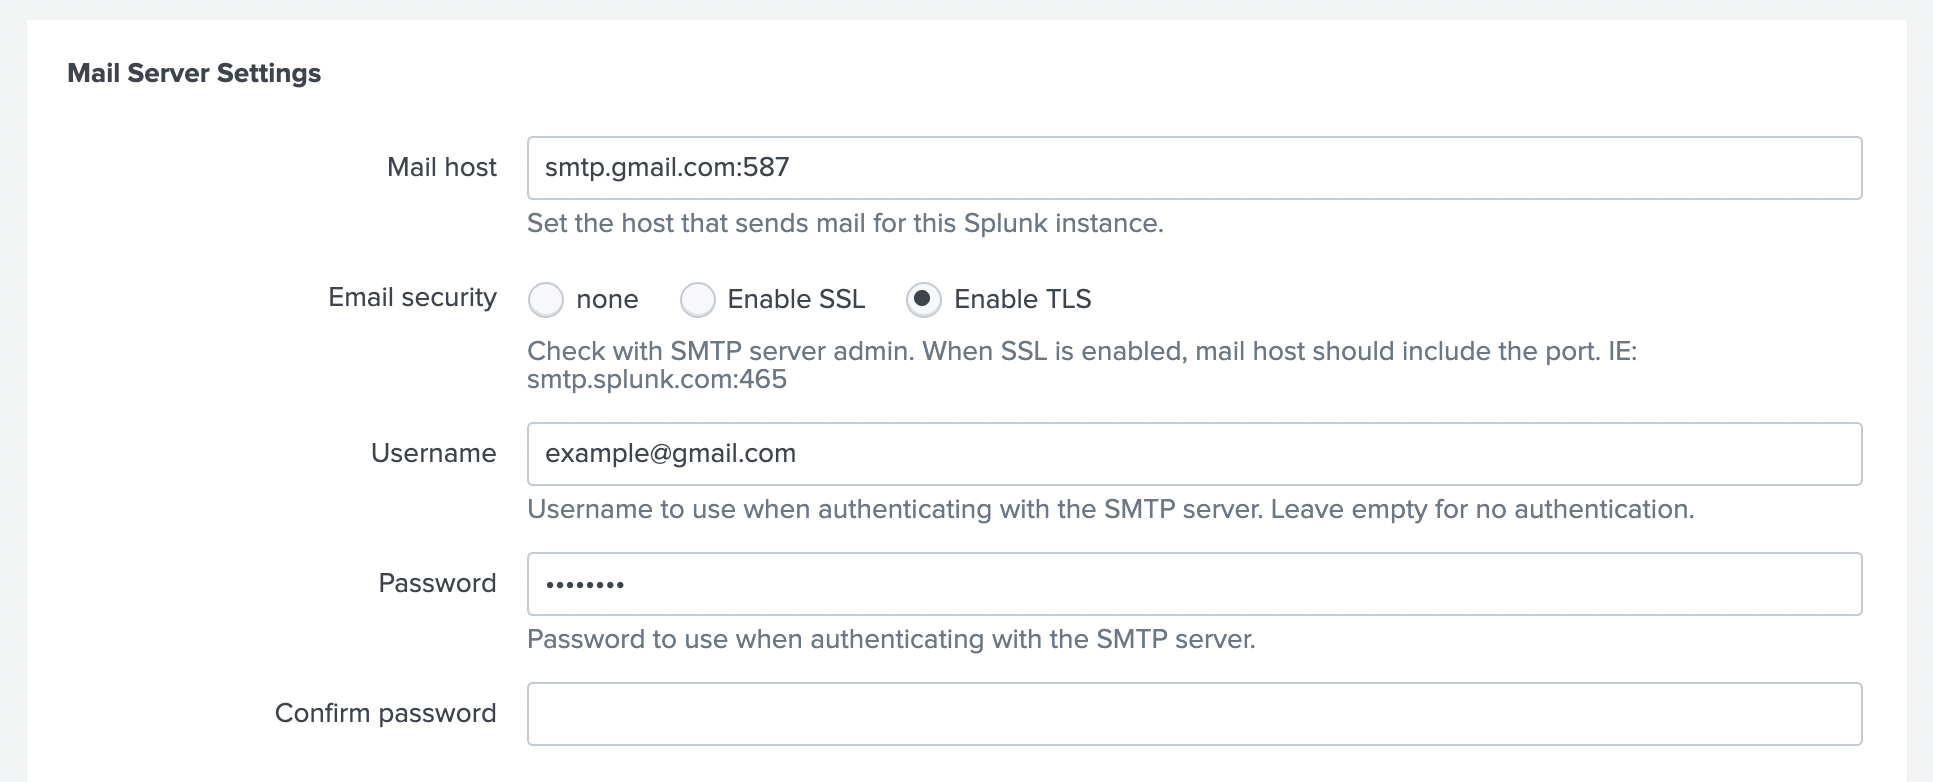 Mail Server Settings
Mail host smtp.gmail.com:587
Set the host that sends mail for this Splunk instance.
Email security none Enable SSL Enable TLS
Check with SMTP server admin. When SSL is enabled, mail host should include the port. IE:
smtp.splunk.com:465
Username example@gmail.com
Username to use when authenticating with the SMTP server. Leave empty for no authentication.
Password ••••••••
Password to use when authenticating with the SMTP server.
Confirm password